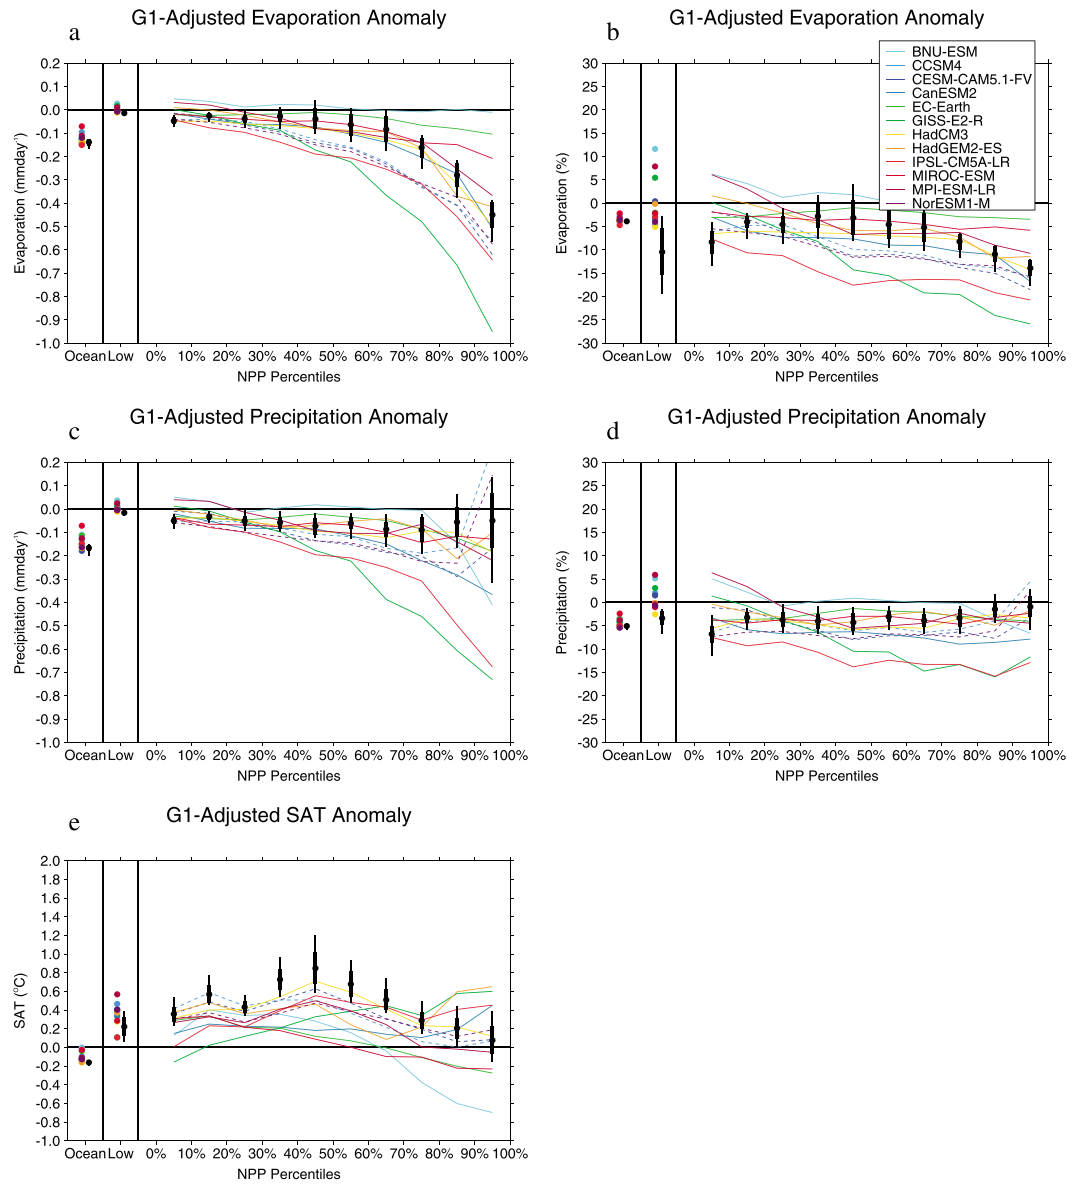 G1-Adjusted Evaporation Anomaly
a
0.2
0.1
0.0
-0.1
-0.2
-0.3
-0.4
-0.5
-0.6
-0.7
-0.8
-0.9
-1.0
Evaporation (mmday-1)
Ocean Low 0% 10% 20% 30% 40% 50% 60% 70% 80% 90% 100%
NPP Percentiles
G1-Adjusted Evaporation Anomaly
b
30
25
20
15
10
5
0
-5
-10
-15
-20
-25
-30
Evaporation (%)
BNU-ESM
CCSM4
CESM-CAM5.1-FV
CanESM2
EC-Earth
GISS-E2-R
HadCM3
HadGEM2-ES
IPSL-CM5A-LR
MIROC-ESM
MPI-ESM-LR
NorESM1-M
Ocean Low 0% 10% 20% 30% 40% 50% 60% 70% 80% 90% 100%
NPP Percentiles
G1-Adjusted Precipitation Anomaly
c
0.2
0.1
0.0
-0.1
-0.2
-0.3
-0.4
-0.5
-0.6
-0.7
-0.8
-0.9
-1.0
Precipitation (mmday-1)
Ocean Low 0% 10% 20% 30% 40% 50% 60% 70% 80% 90% 100%
NPP Percentiles
G1-Adjusted Precipitation Anomaly
d
30
25
20
15
10
5
0
-5
-10
-15
-20
-25
-30
Precipitation (%)
Ocean Low 0% 10% 20% 30% 40% 50% 60% 70% 80% 90% 100%
NPP Percentiles
G1-Adjusted SAT Anomaly
e
2.0
1.8
1.6
1.4
1.2
1.0
0.8
0.6
0.4
0.2
0.0
-0.2
-0.4
-0.6
-0.8
-1.0
SAT (°C)
Ocean Low 0% 10% 20% 30% 40% 50% 60% 70% 80% 90% 100%
NPP Percentiles